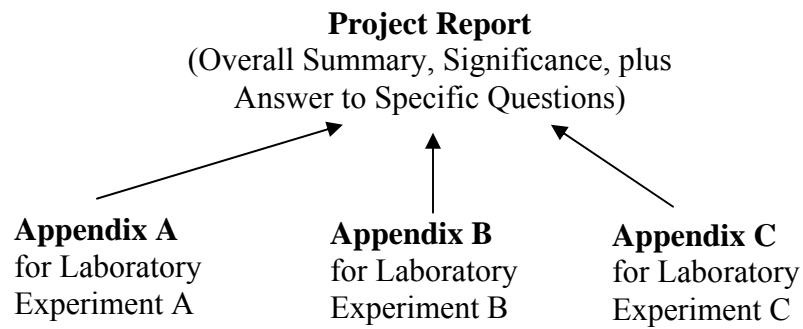 Project Report
(Overall Summary, Significance, plus
Answer to Specific Questions)
Appendix A
for Laboratory
Experiment A
Appendix B
for Laboratory
Experiment B
Appendix C
for Laboratory
Experiment C